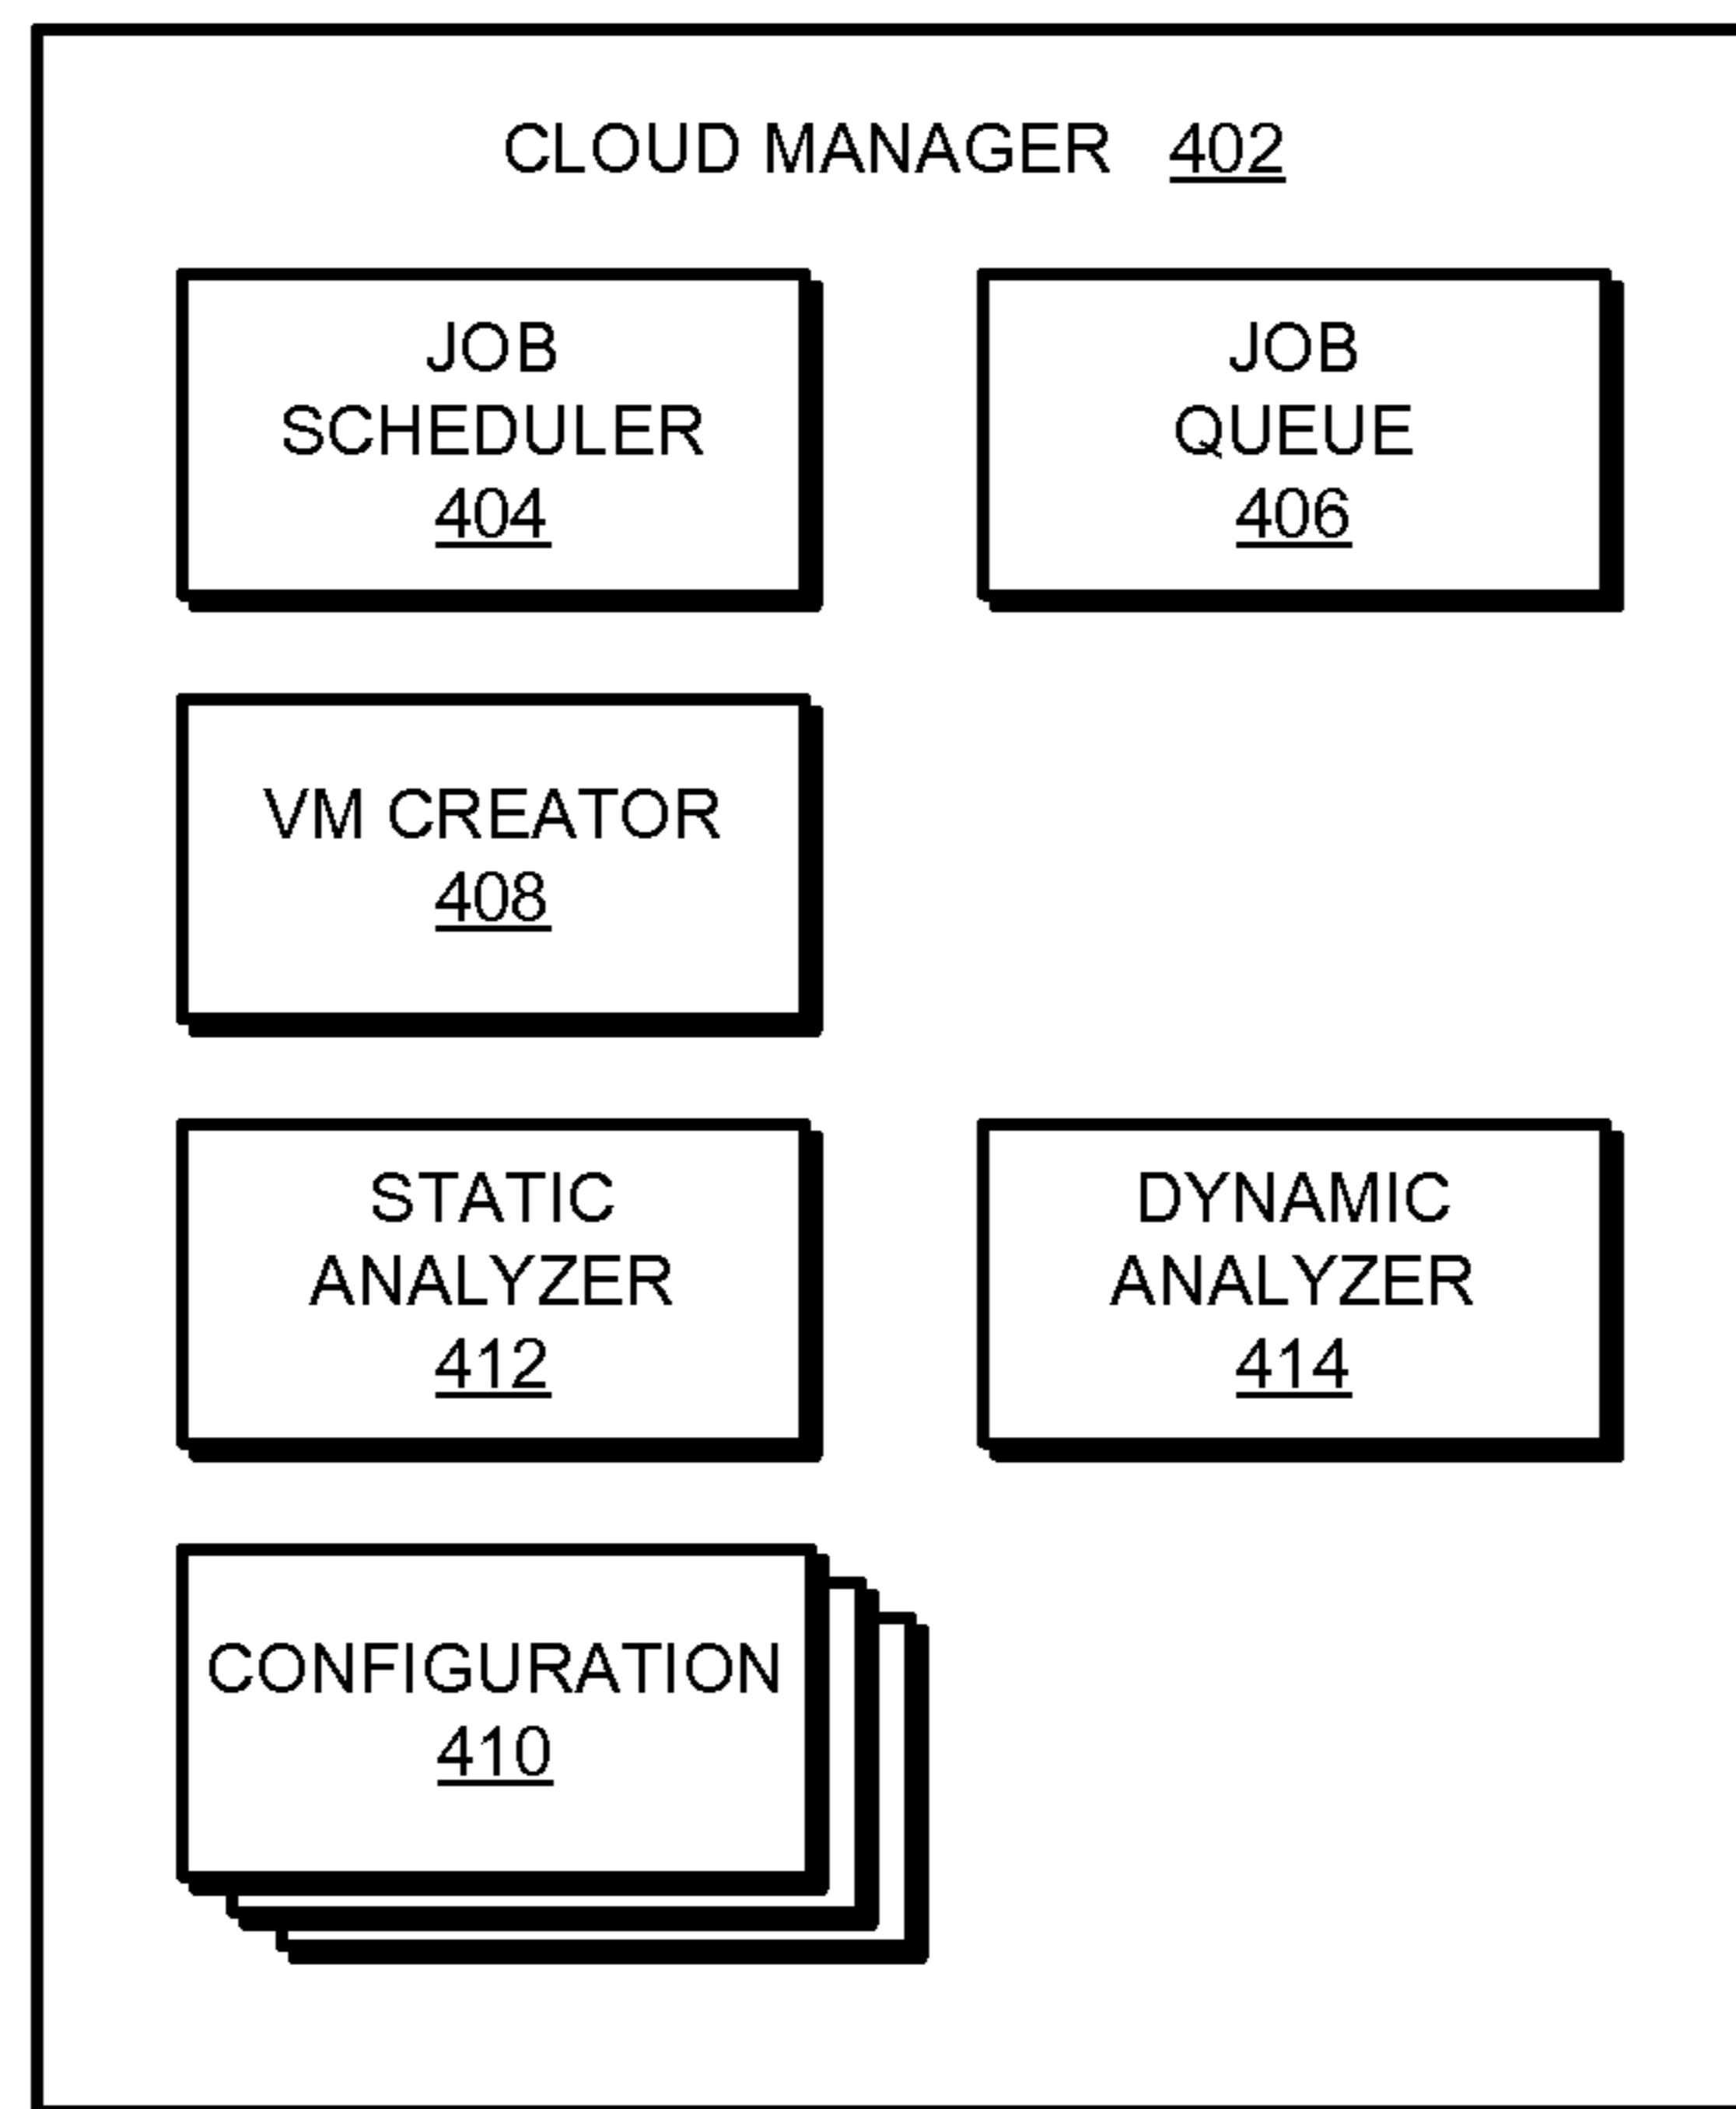 CLOUD MANAGER 402
JOB
SCHEDULER
404
JOB
QUEUE
406
VM CREATOR
408
STATIC
ANALYZER
412
DYNAMIC
ANALYZER
414
CONFIGURATION
410